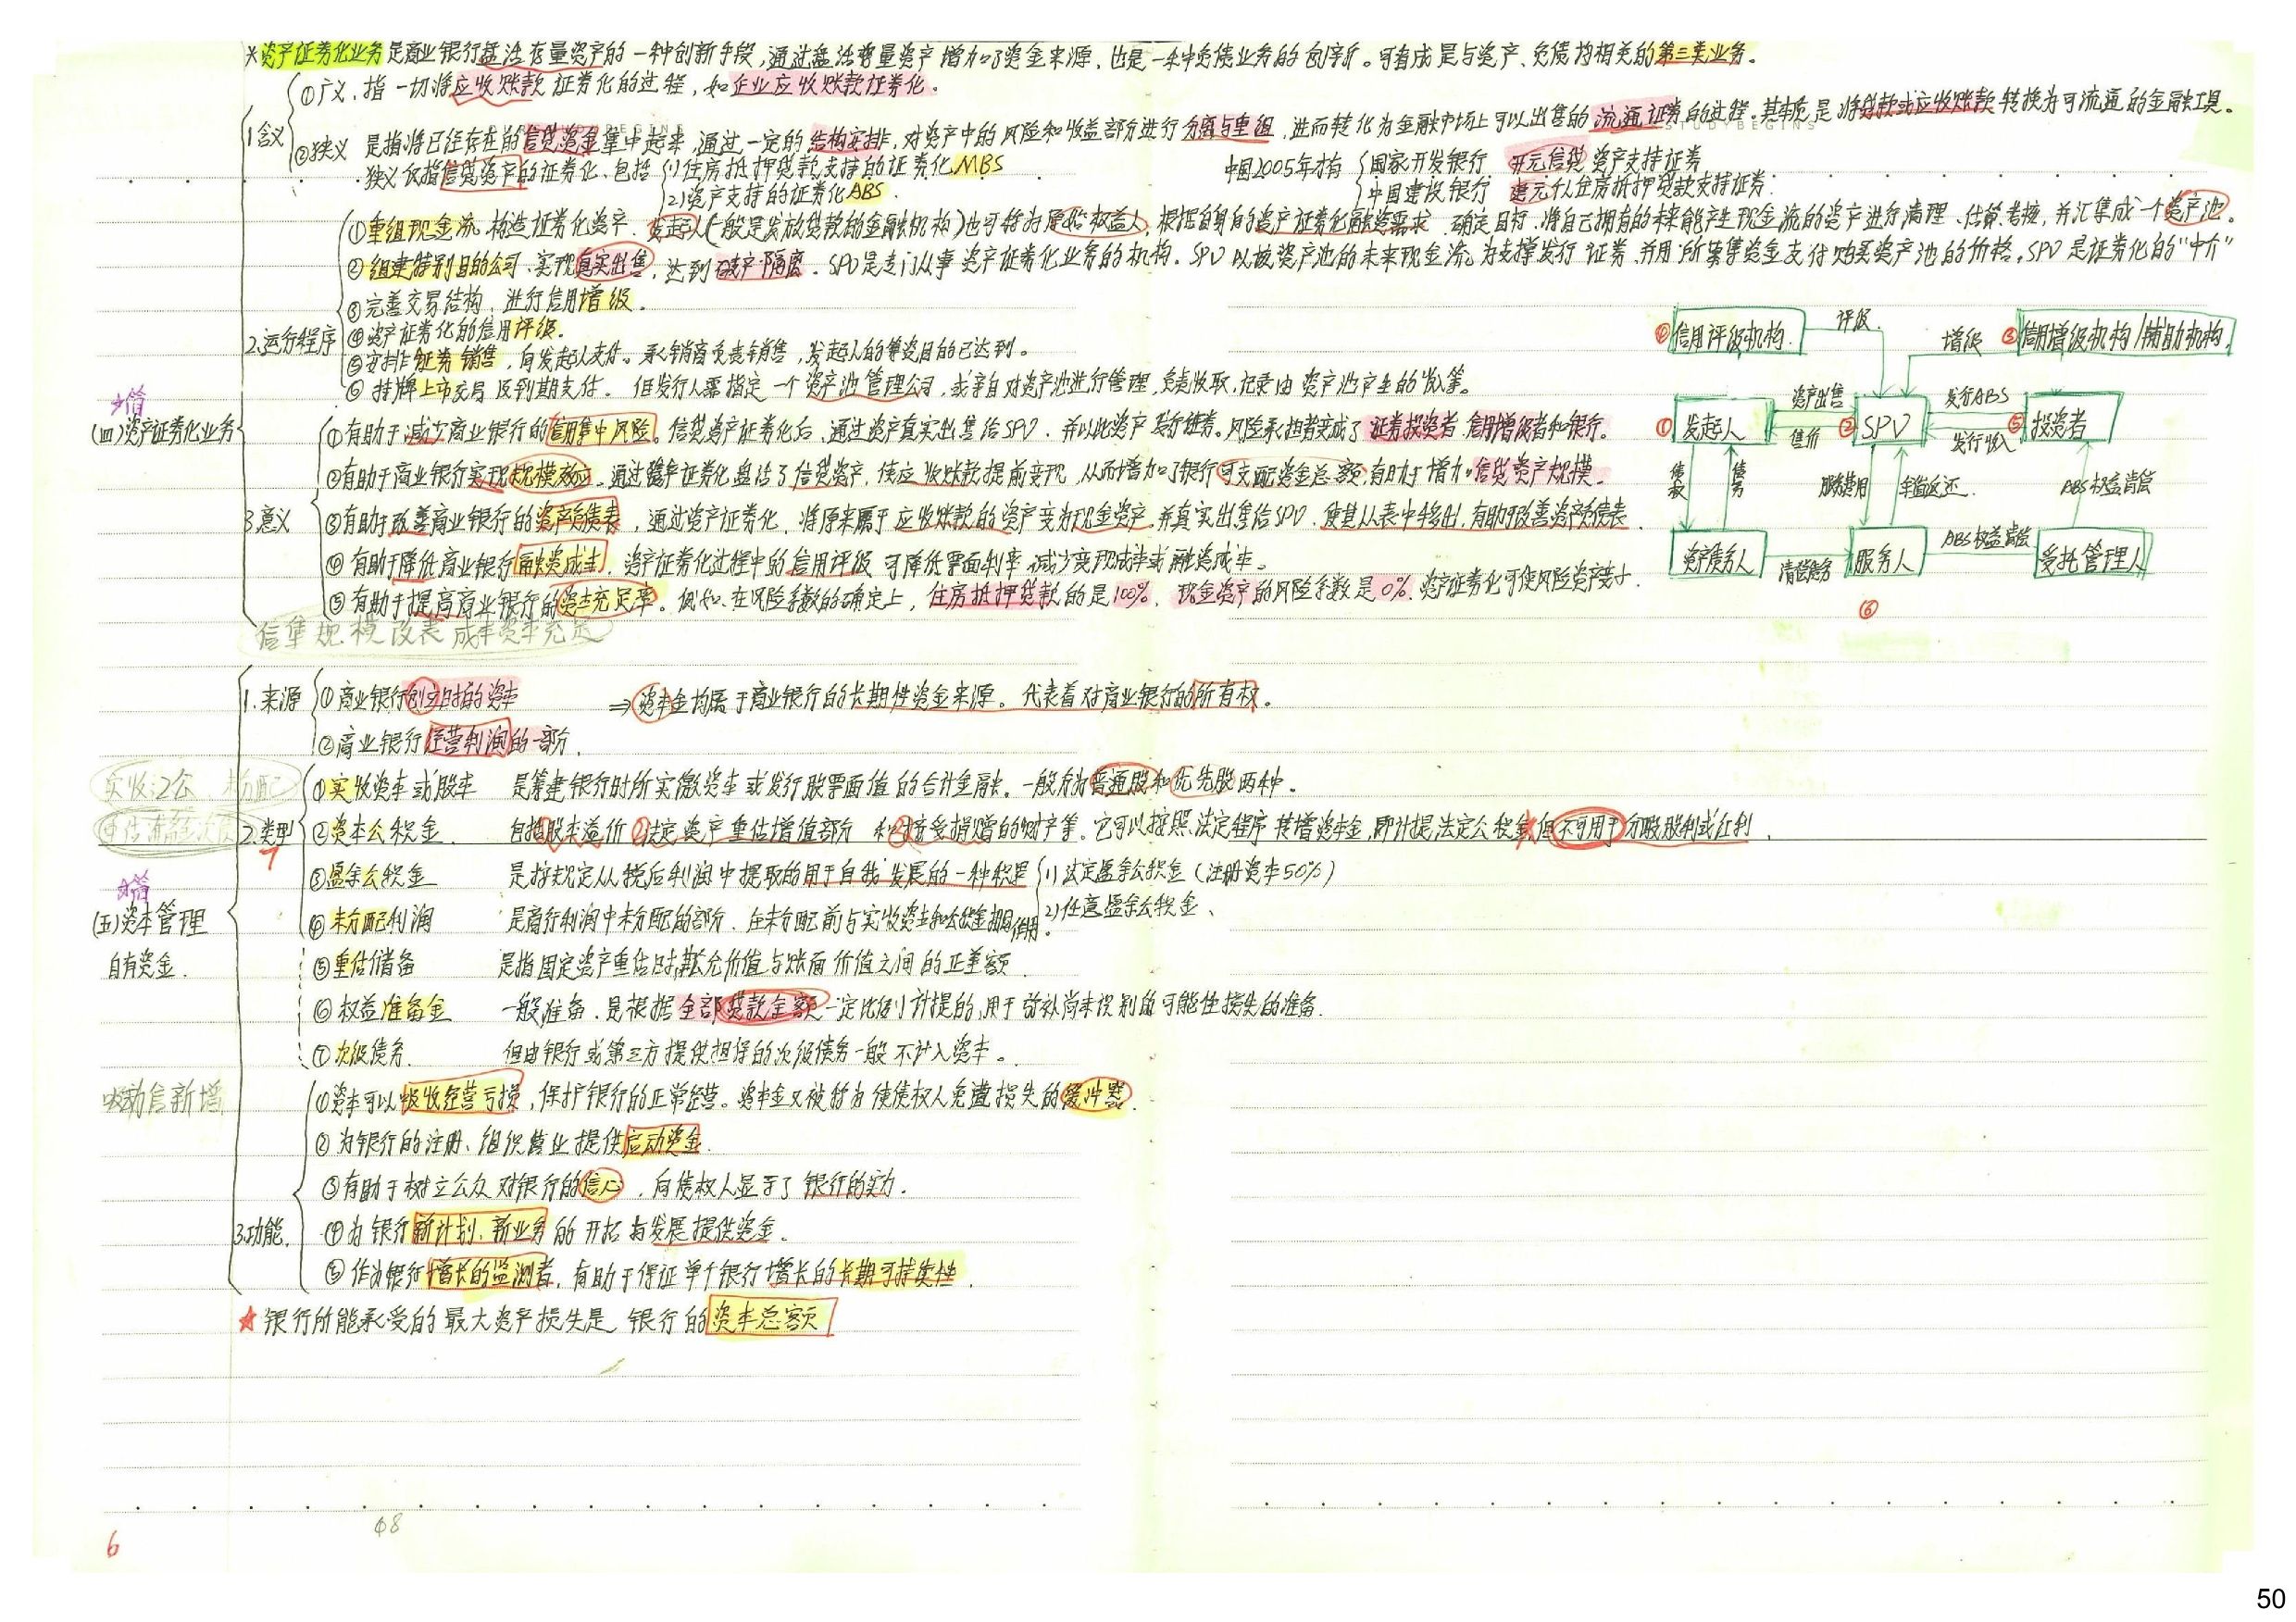 *资产证券化业务是商业银行盘活存量资产的一种创新手段,通过盘活存量资产增加了资金来源、也是一种负债业务的创新。可看成是与资产、负债均相关的第三类业务。
①广义、指一切将应收账款证券化的过程,如企业应收账款证券化。
1含义
②狭义 是指将已经存在的信贷资金集中起来,通过一定的结构安排,对资产中的风险和收益部分进行分离与重组,进而转化为金融市场上可以出售的流通证券的过程。其本质是将贷款或应收账款转换为可流通的金融工具。
STUDYBEGINS
狭义仅指信贷资产的证券化、包括 (1)住房抵押贷款支持的证券化MBS
(2)资产支持的证券化ABS.
中国2005年才有 国家开发银行 开元信贷资产支持证券
中国建设银行 建元个人住房抵押贷款支持证券.
①重组现金流、构造证券化资产. 发起人(一般是发放贷款的金融机构)也可称为原始权益人,根据自身的资产证券化融资需求 确定目标,将自己拥有的未来能产生现金流的资产进行清理、估算、考核,并汇集成一个资产池。
②组建特别目的公司、实现真实出售,达到破产隔离. SPV是专门从事资产证券化业务的机构. SPV以该资产池的未来现金流为支撑发行证券,并用所募集资金支付购买资产池的价格。SPV是证券化的“中介”
③完善交易结构,进行信用增级.
2.运行程序 ④资产证券化的信用评级.
⑤安排证券销售,向发起人支付。承销商负责销售,发起人的筹资目的已达到。
⑥挂牌上市交易及到期支付. 但发行人需指定一个资产池管理公司,或亲自对资产池进行管理,负责收取、记录由资产池产生的收入等。
☆简
(四)资产证券化业务
①有助于减少商业银行的信用集中风险。信贷资产证券化后、通过资产真实出售给SPV、并以此资产发行证券。风险承担者变成了证券投资者 信用增级者和银行.
②有助于商业银行实现规模效应.通过资产证券化盘活了信贷资产,使应收账款提前变现,从而增加了银行可支配资金总额,有助于增加信贷资产规模.
3.意义 ③有助于改善商业银行的资产负债表,通过资产证券化,将原来属于应收账款的资产变为现金资产,并真实出售给SPV,使其从表中移出,有助于改善资产负债表.
④有助于降低商业银行融资成本,资产证券化过程中的信用评级 可降低票面利率,减少变现成本或融资成本。
⑤有助于提高商业银行的资本充足率。例如、在风险系数的确定上,住房抵押贷款的是100%、现金资产的风险系数是0%.资产证券化可使风险资产变小.
信集规模改表成本资本充足
④信用评级机构. 评级.
增级 ③信用增级机构/辅助机构.
①发起人 资产出售 售价 ②SPV 发行ABS 发行收入 ⑤投资者
债权 债务 服务费用 本息返还. ABS权益偿
资产债务人 清偿债务 服务人 ABS权益偿 受托管理人
⑥
1.来源 ①商业银行创立时的资本 ⇒资本金均属于商业银行的长期性资金来源。代表着对商业银行的所有权。
②商业银行经营利润的一部分.
实收:2公 未分配
①实收资本或股本 是筹建银行时所实缴资本或发行股票面值的合计金额。一般分为普通股和优先股两种.
2.类型 ②资本公积金. 包括①股本溢价②法定资产重估增值部分 和③接受捐赠的财产等。它可以按照法定程序转增资本金,即计提法定公积金,但不可用于分派股利或红利.
7
③盈余公积金 是按规定从税后利润中提取的用于自我发展的一种积累 (1)法定盈余公积金(注册资本50%)
(2)任意盈余公积金、
☆简
(五)资本管理
④未分配利润 是商行利润中未分配的部分.在未分配前与实收资本和公积金相同作用.
自有资金.
⑤重估储备 是指固定资产重估时,其公允价值与账面价值之间的正差额.
⑥权益准备金 一般准备、是根据全部贷款余额一定比例计提的,用于弥补尚未识别的可能性损失的准备.
⑦次级债务. 但由银行或第三方提供担保的次级债务一般不计入资本。
吸动信新增
①资本可以吸收经营亏损,保护银行的正常经营。资本金又被称为使债权人免遭损失的缓冲器.
②为银行的注册、组织营业提供启动资金.
③有助于树立公众对银行的信心,向债权人显示了银行的实力.
3.功能. ④为银行新计划、新业务的开拓与发展提供资金。
⑤作为银行增长的监测者,有助于保证单个银行增长的长期可持续性.
★银行所能承受的最大资产损失是 银行的资本总额
6
68
50